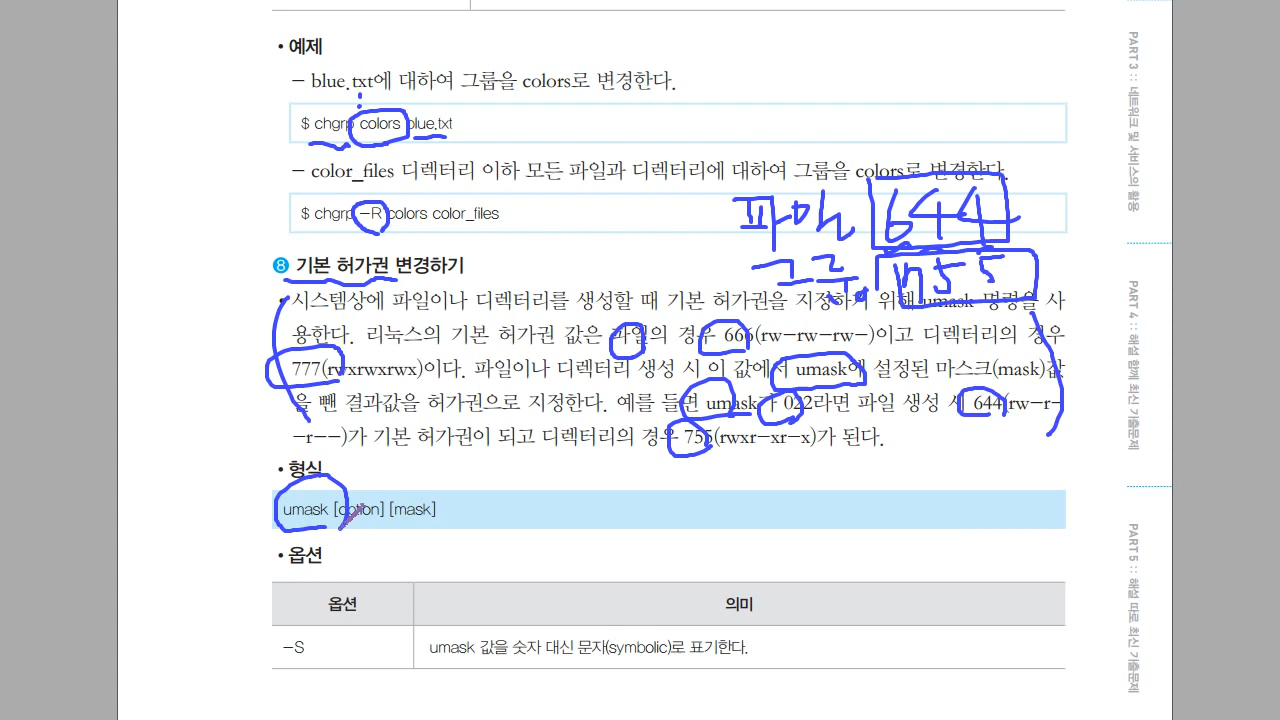 • 예제
– blue.txt에 대하여 그룹을 colors로 변경한다.
$ chgrp colors blue.txt
– color_files 디렉터리 이하 모든 파일과 디렉터리에 대하여 그룹을 colors로 변경한다.
$ chgrp –R colors color_files
파일 644
그루 755
8 기본 허가권 변경하기
• 시스템상에 파일이나 디렉터리를 생성할 때 기본 허가권을 지정하기 위해 umask 명령을 사
용한다. 리눅스의 기본 허가권 값은 파일의 경우 666(rw–rw–rw–)이고 디렉터리의 경우
777(rwxrwxrwx)이다. 파일이나 디렉터리 생성 시 이 값에서 umask에 설정된 마스크(mask)값
을 뺀 결과값을 허가권으로 지정한다. 예를 들면 umask가 022라면 파일 생성 시 644(rw–r–
–r––)가 기본 허가권이 되고 디렉터리의 경우 755(rwxr–xr–x)가 된다.
• 형식
umask [option] [mask]
• 옵션
옵션 의미
–S umask 값을 숫자 대신 문자(symbolic)로 표기한다.
PART 3 :: 네트워크 및 서비스의 활용
PART 4 :: 해설 함께 최신 기출문제
PART 5 :: 해설 따로 최신 기출문제